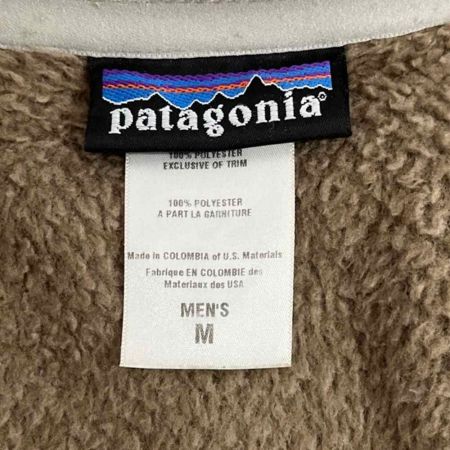 patagonia®
100% POLYESTER
EXCLUSIVE OF TRIM
100% POLYESTER
A PART LA GARNITURE
Made in COLOMBIA of U.S. Materials
Fabrique EN COLOMBIE des
Materiaux des USA
MEN'S
M